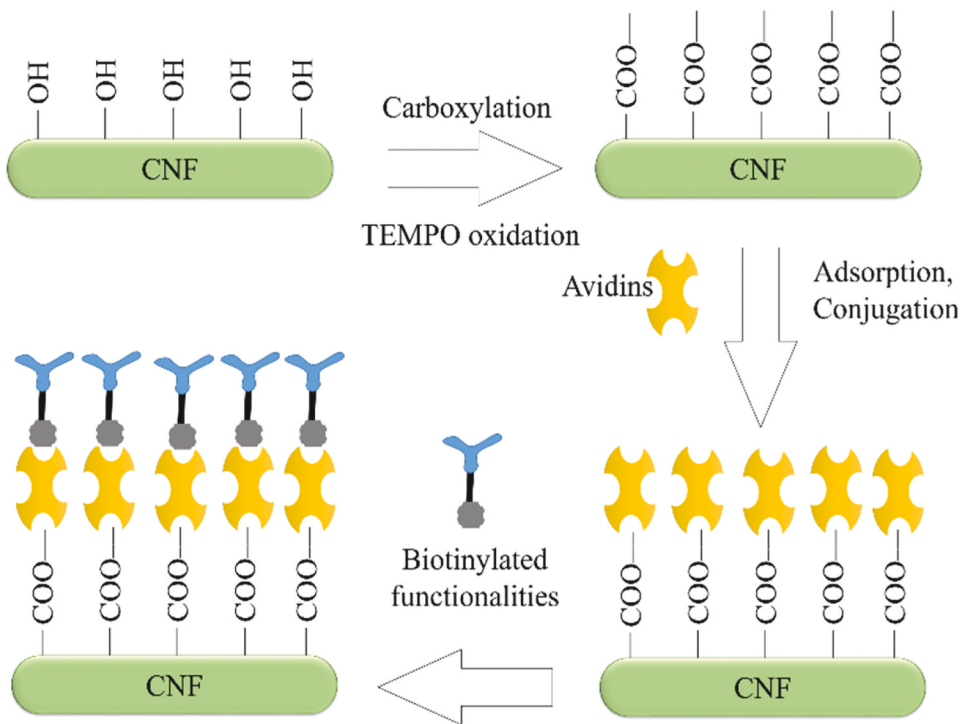 OH
OH
OH
OH
OH
CNF
Carboxylation
TEMPO oxidation
COO
COO
COO
COO
COO
CNF
Avidins
Adsorption,
Conjugation
COO
COO
COO
COO
COO
CNF
Biotinylated
functionalities
COO
COO
COO
COO
COO
CNF